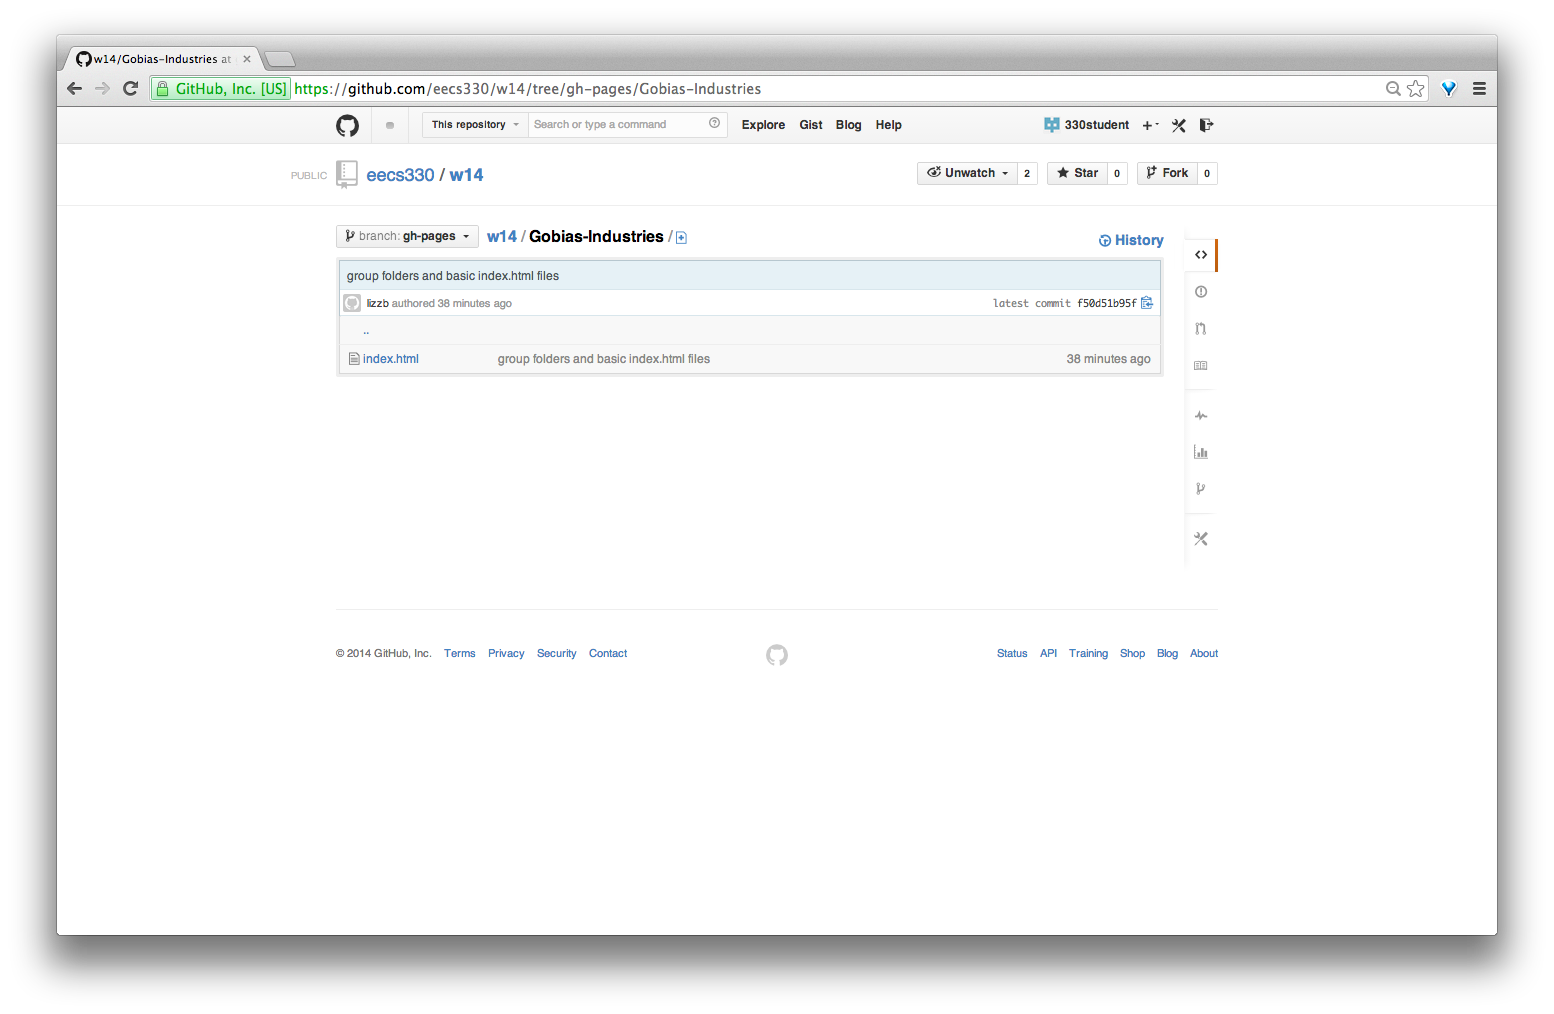 w14/Gobias-Industries at
GitHub, Inc. [US] https://github.com/eecs330/w14/tree/gh-pages/Gobias-Industries
This repository Search or type a command Explore Gist Blog Help 330student
PUBLIC eecs330 / w14 Unwatch 2 Star 0 Fork 0
branch: gh-pages w14 / Gobias-Industries / History
group folders and basic index.html files
lizzb authored 38 minutes ago latest commit f50d51b95f
..
index.html group folders and basic index.html files 38 minutes ago
© 2014 GitHub, Inc. Terms Privacy Security Contact Status API Training Shop Blog About